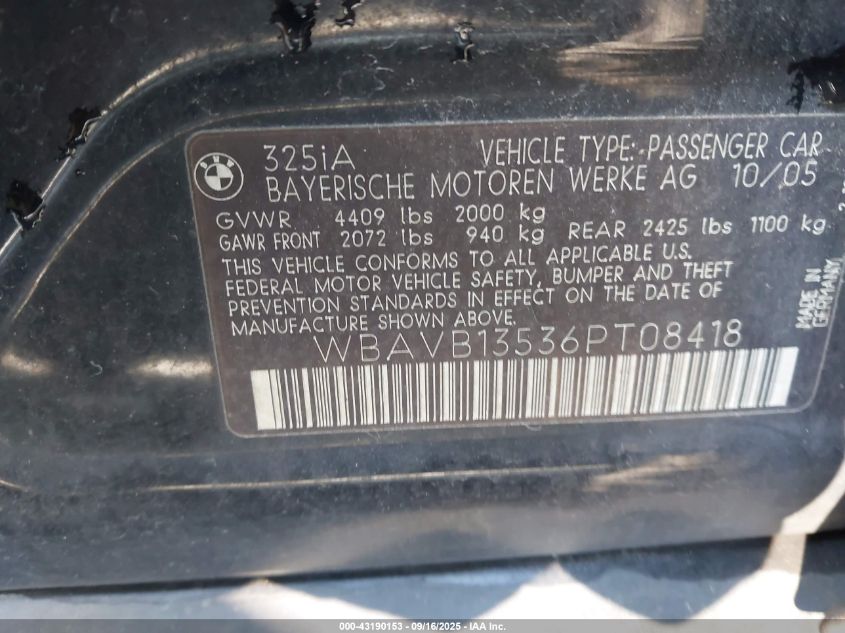 BMW
325iA VEHICLE TYPE: PASSENGER CAR
BAYERISCHE MOTOREN WERKE AG 10/05
GVWR 4409 lbs 2000 kg
GAWR FRONT 2072 lbs 940 kg REAR 2425 lbs 1100 kg
THIS VEHICLE CONFORMS TO ALL APPLICABLE U.S.
FEDERAL MOTOR VEHICLE SAFETY, BUMPER AND THEFT
PREVENTION STANDARDS IN EFFECT ON THE DATE OF
MANUFACTURE SHOWN ABOVE.
WBAVB13536PT08418
MADE IN
GERMANY
000-43190153 - 09/16/2025 - IAA, Inc.